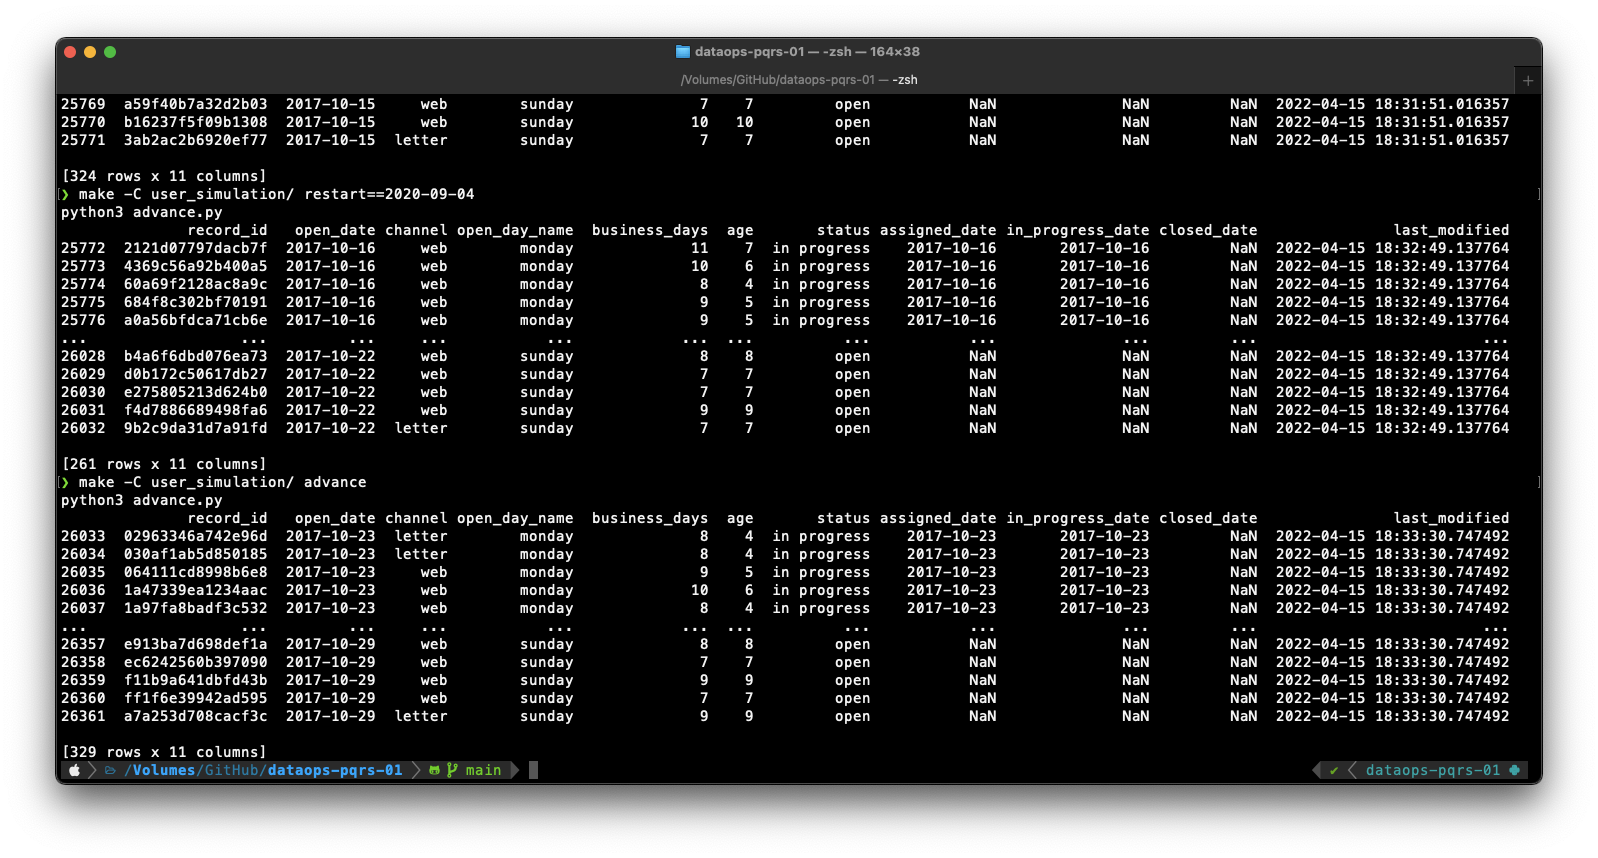 dataops-pqrs-01 — -zsh — 164×38
/Volumes/GitHub/dataops-pqrs-01 — -zsh +
25769 a59f40b7a32d2b03 2017-10-15 web sunday 7 7 open NaN NaN NaN 2022-04-15 18:31:51.016357
25770 b16237f5f09b1308 2017-10-15 web sunday 10 10 open NaN NaN NaN 2022-04-15 18:31:51.016357
25771 3ab2ac2b6920ef77 2017-10-15 letter sunday 7 7 open NaN NaN NaN 2022-04-15 18:31:51.016357
[324 rows x 11 columns]
❯ make -C user_simulation/ restart==2020-09-04
python3 advance.py
record_id open_date channel open_day_name business_days age status assigned_date in_progress_date closed_date last_modified
25772 2121d07797dacb7f 2017-10-16 web monday 11 7 in progress 2017-10-16 2017-10-16 NaN 2022-04-15 18:32:49.137764
25773 4369c56a92b400a5 2017-10-16 web monday 10 6 in progress 2017-10-16 2017-10-16 NaN 2022-04-15 18:32:49.137764
25774 60a69f2128ac8a9c 2017-10-16 web monday 8 4 in progress 2017-10-16 2017-10-16 NaN 2022-04-15 18:32:49.137764
25775 684f8c302bf70191 2017-10-16 web monday 9 5 in progress 2017-10-16 2017-10-16 NaN 2022-04-15 18:32:49.137764
25776 a0a56bfdca71cb6e 2017-10-16 web monday 9 5 in progress 2017-10-16 2017-10-16 NaN 2022-04-15 18:32:49.137764
... ... ... ... ... ... ... ... ... ... ... ...
26028 b4a6f6dbd076ea73 2017-10-22 web sunday 8 8 open NaN NaN NaN 2022-04-15 18:32:49.137764
26029 d0b172c50617db27 2017-10-22 web sunday 7 7 open NaN NaN NaN 2022-04-15 18:32:49.137764
26030 e275805213d624b0 2017-10-22 web sunday 7 7 open NaN NaN NaN 2022-04-15 18:32:49.137764
26031 f4d7886689498fa6 2017-10-22 web sunday 9 9 open NaN NaN NaN 2022-04-15 18:32:49.137764
26032 9b2c9da31d7a91fd 2017-10-22 letter sunday 7 7 open NaN NaN NaN 2022-04-15 18:32:49.137764
[261 rows x 11 columns]
❯ make -C user_simulation/ advance
python3 advance.py
record_id open_date channel open_day_name business_days age status assigned_date in_progress_date closed_date last_modified
26033 02963346a742e96d 2017-10-23 letter monday 8 4 in progress 2017-10-23 2017-10-23 NaN 2022-04-15 18:33:30.747492
26034 030af1ab5d850185 2017-10-23 letter monday 8 4 in progress 2017-10-23 2017-10-23 NaN 2022-04-15 18:33:30.747492
26035 064111cd8998b6e8 2017-10-23 web monday 9 5 in progress 2017-10-23 2017-10-23 NaN 2022-04-15 18:33:30.747492
26036 1a47339ea1234aac 2017-10-23 web monday 10 6 in progress 2017-10-23 2017-10-23 NaN 2022-04-15 18:33:30.747492
26037 1a97fa8badf3c532 2017-10-23 web monday 8 4 in progress 2017-10-23 2017-10-23 NaN 2022-04-15 18:33:30.747492
... ... ... ... ... ... ... ... ... ... ... ...
26357 e913ba7d698def1a 2017-10-29 web sunday 8 8 open NaN NaN NaN 2022-04-15 18:33:30.747492
26358 ec6242560b397090 2017-10-29 web sunday 7 7 open NaN NaN NaN 2022-04-15 18:33:30.747492
26359 f11b9a641dbfd43b 2017-10-29 web sunday 9 9 open NaN NaN NaN 2022-04-15 18:33:30.747492
26360 ff1f6e39942ad595 2017-10-29 web sunday 7 7 open NaN NaN NaN 2022-04-15 18:33:30.747492
26361 a7a253d708cacf3c 2017-10-29 letter sunday 9 9 open NaN NaN NaN 2022-04-15 18:33:30.747492
[329 rows x 11 columns]
/Volumes/GitHub/dataops-pqrs-01 main ✔ dataops-pqrs-01